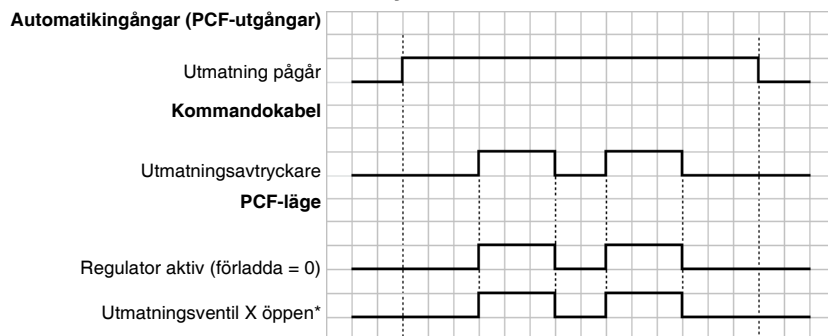 Automatikingångar (PCF-utgångar)
Utmatning pågår
Kommandokabel
Utmatningsavtryckare
PCF-läge
Regulator aktiv (förladda = 0)
Utmatningsventil X öppen*